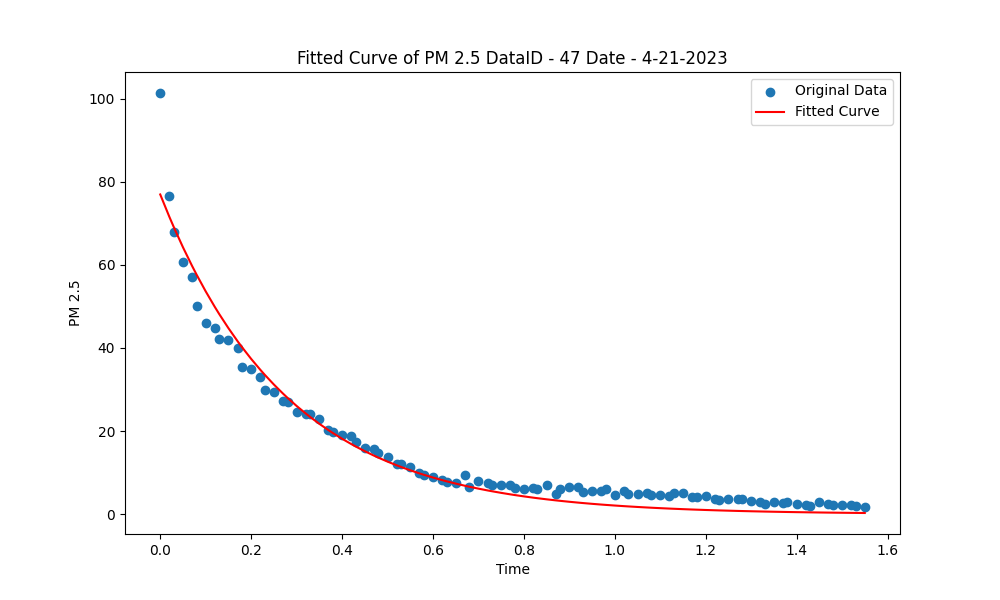 Fitted Curve of PM 2.5 DataID - 47 Date - 4-21-2023
Original Data
Fitted Curve
100
80
60
40
20
0
PM 2.5
0.0 0.2 0.4 0.6 0.8 1.0 1.2 1.4 1.6
Time